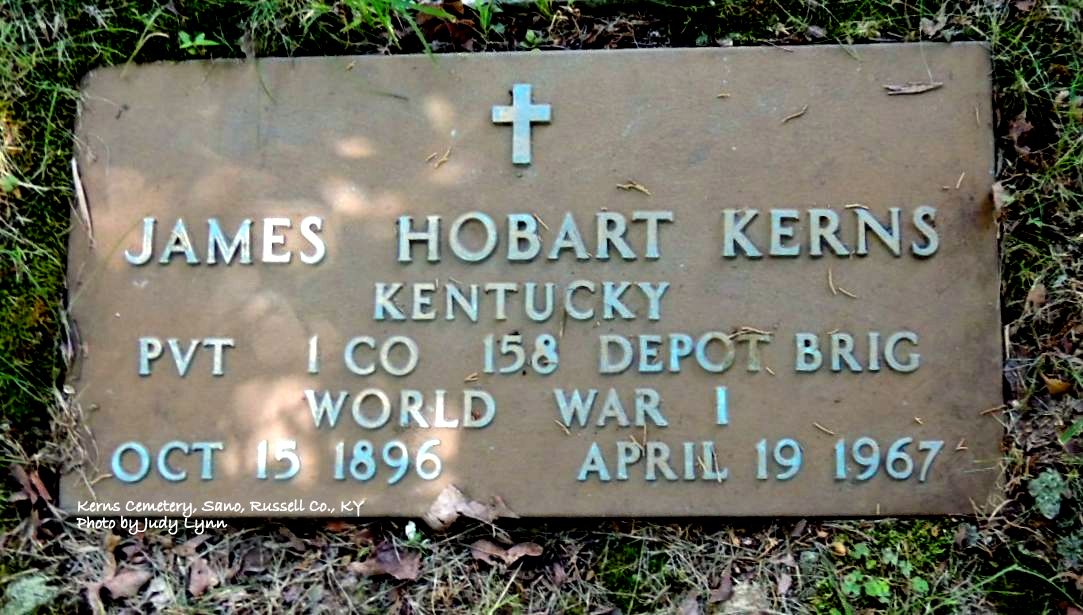 JAMES HOBART KERNS
KENTUCKY
PVT 1 CO 158 DEPOT BRIG
WORLD WAR I
OCT 15 1896 APRIL 19 1967
Kerns Cemetery, Sano, Russell Co., KY
Photo by Judy Lynn